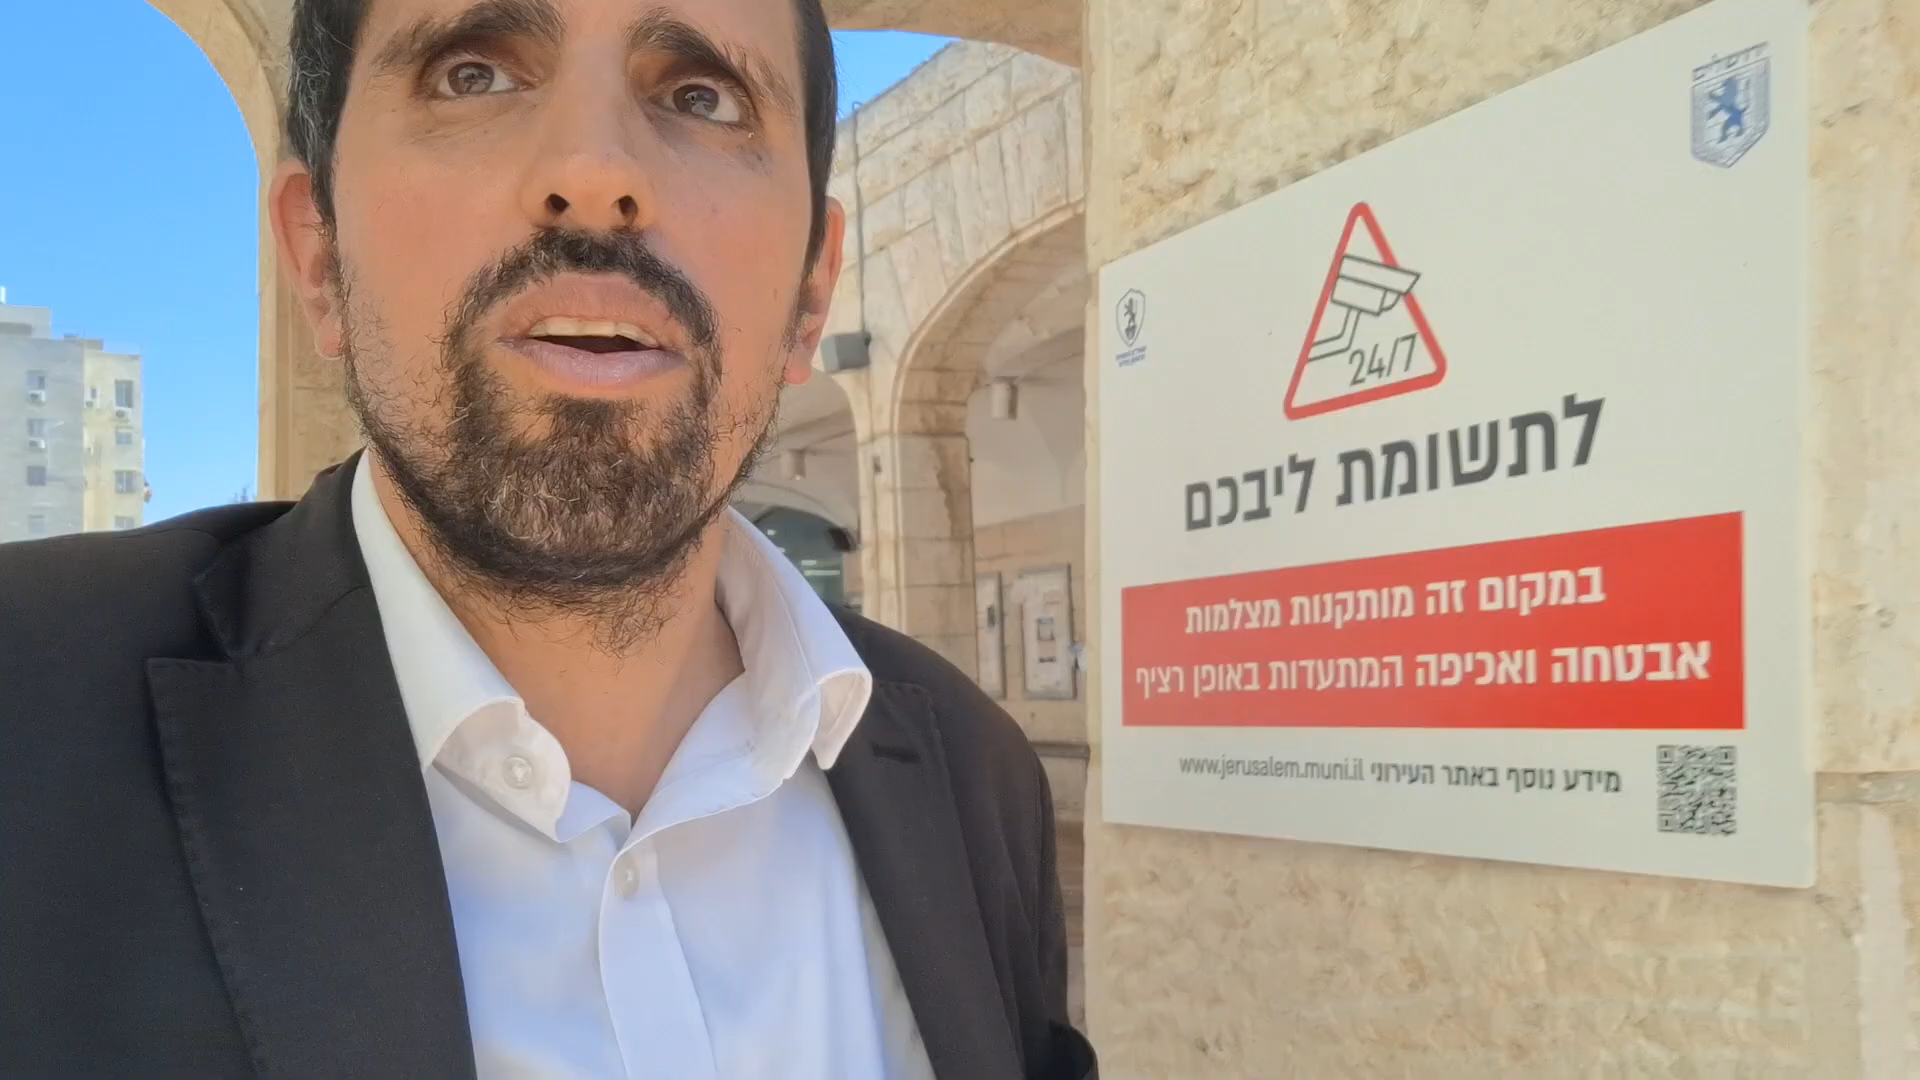 ירושלים
24/7
לתשומת ליבכם
במקום זה מותקנות מצלמות
אבטחה ואכיפה המתעדות באופן רציף
מידע נוסף באתר העירוני www.jerusalem.muni.il